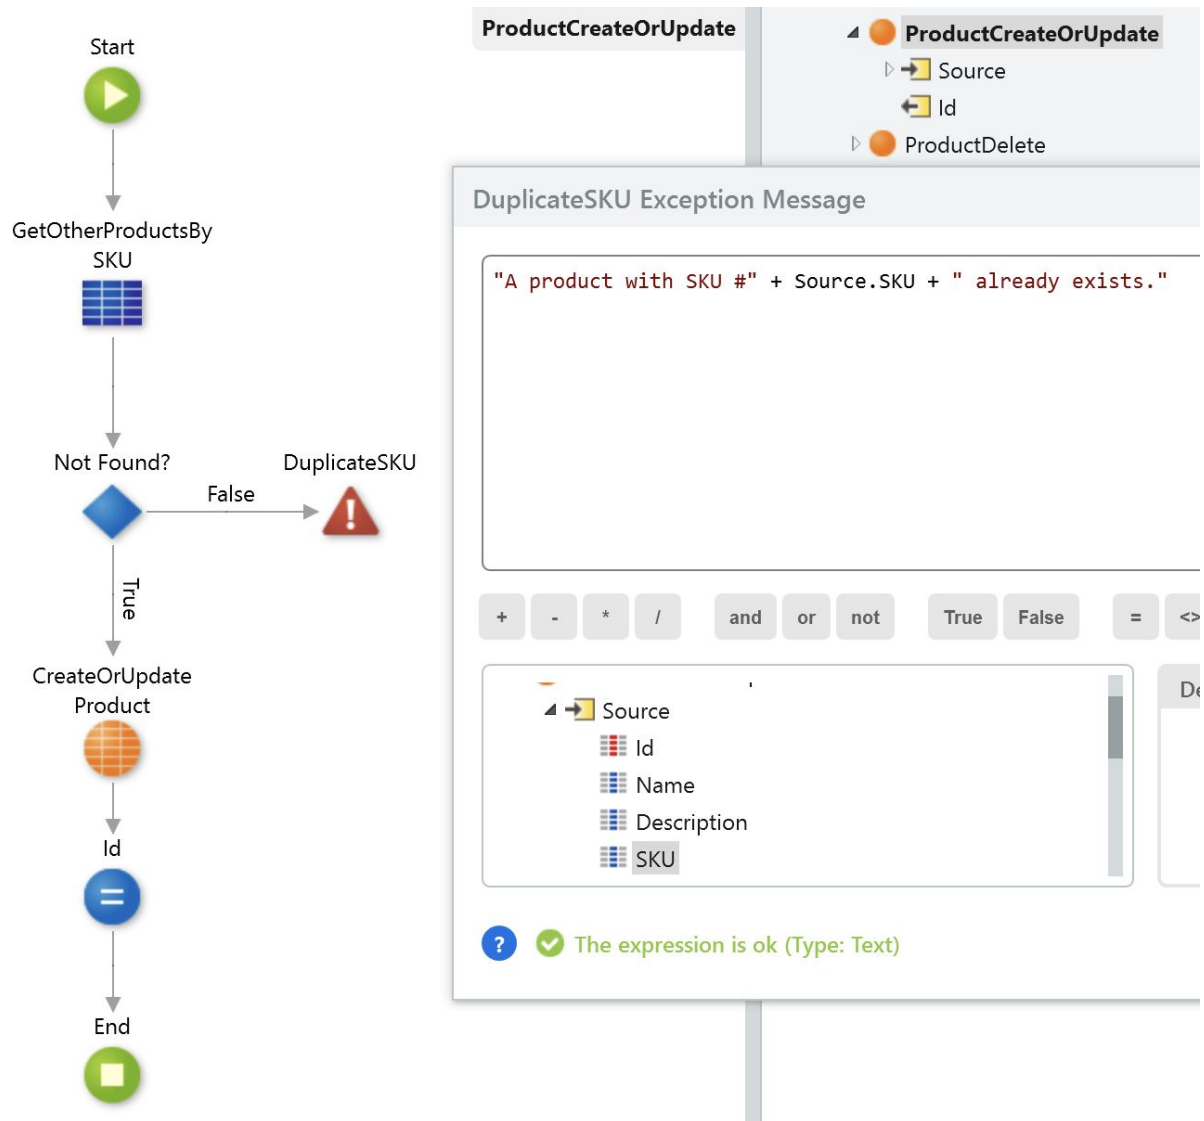 Start
GetOtherProductsBy
SKU
Not Found?
False
DuplicateSKU
True
CreateOrUpdate
Product
Id
End
ProductCreateOrUpdate
ProductCreateOrUpdate
Source
Id
ProductDelete
DuplicateSKU Exception Message
"A product with SKU #" + Source.SKU + " already exists."
+ - * / and or not True False = <>
Source
Id
Name
Description
SKU
? The expression is ok (Type: Text)